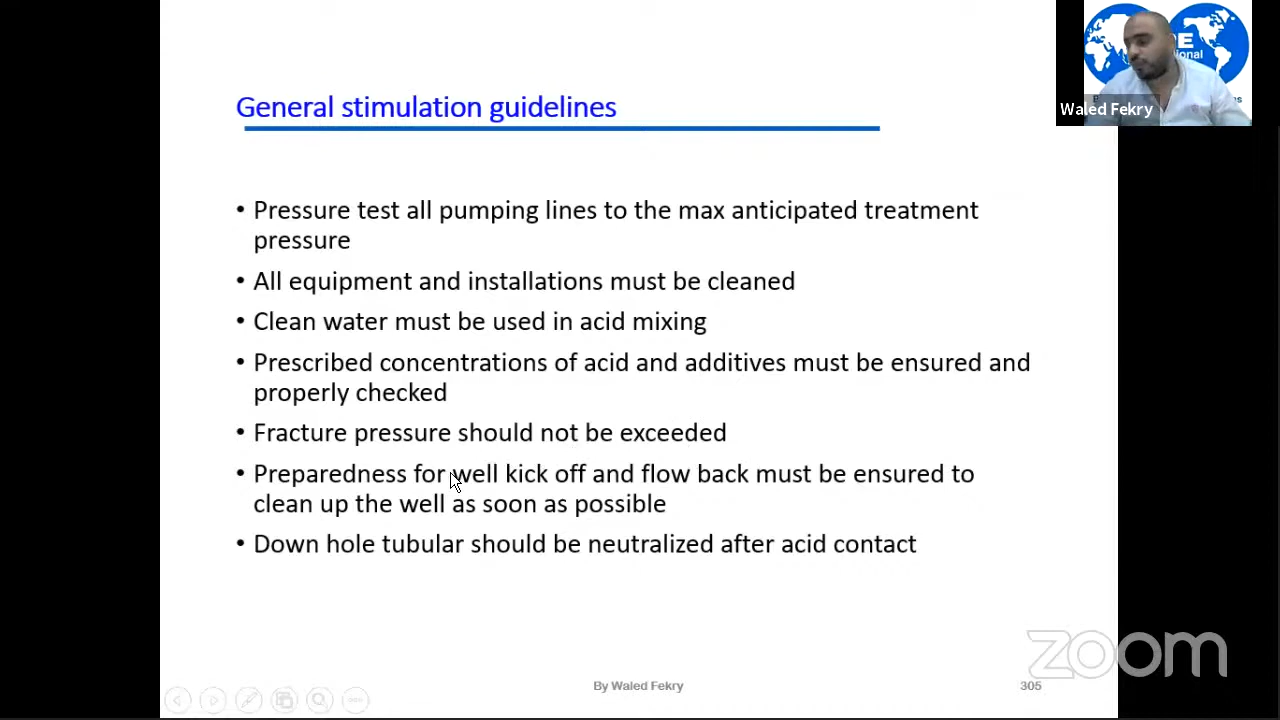 General stimulation guidelines
• Pressure test all pumping lines to the max anticipated treatment
pressure
• All equipment and installations must be cleaned
• Clean water must be used in acid mixing
• Prescribed concentrations of acid and additives must be ensured and
properly checked
• Fracture pressure should not be exceeded
• Preparedness for well kick off and flow back must be ensured to
clean up the well as soon as possible
• Down hole tubular should be neutralized after acid contact
By Waled Fekry
305
Waled Fekry
zoom